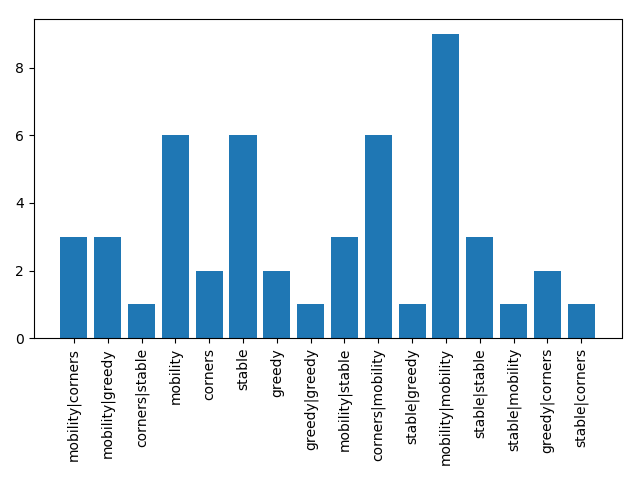 8
6
4
2
0
mobility|corners
mobility|greedy
corners|stable
mobility
corners
stable
greedy
greedy|greedy
mobility|stable
corners|mobility
stable|greedy
mobility|mobility
stable|stable
stable|mobility
greedy|corners
stable|corners